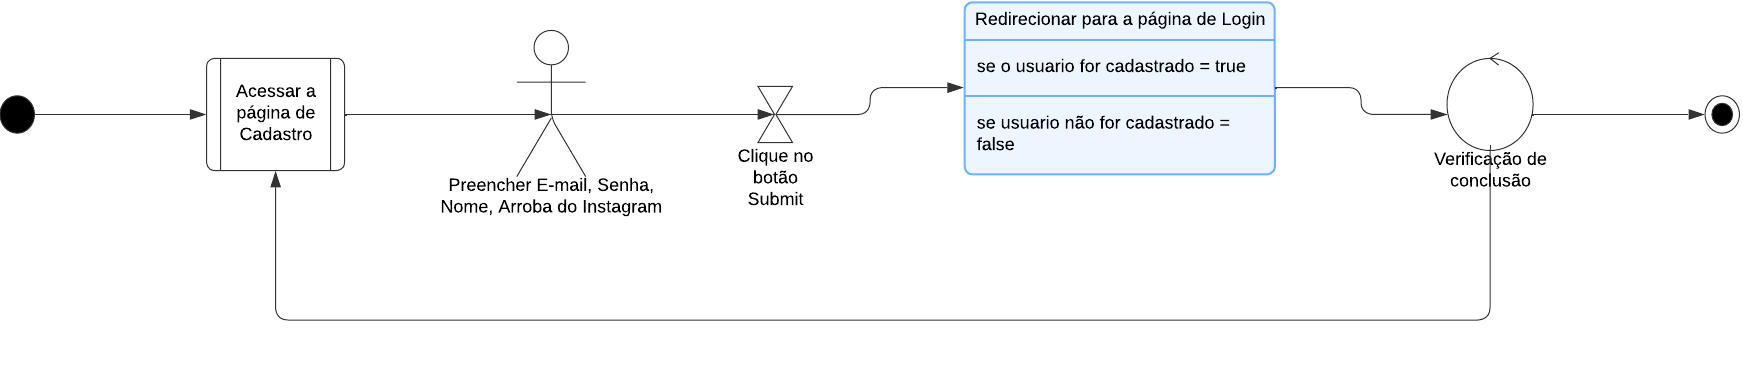 Acessar a
página de
Cadastro
Preencher E-mail, Senha,
Nome, Arroba do Instagram
Clique no
botão
Submit
Redirecionar para a página de Login
se o usuario for cadastrado = true
se usuario não for cadastrado =
false
Verificação de
conclusão